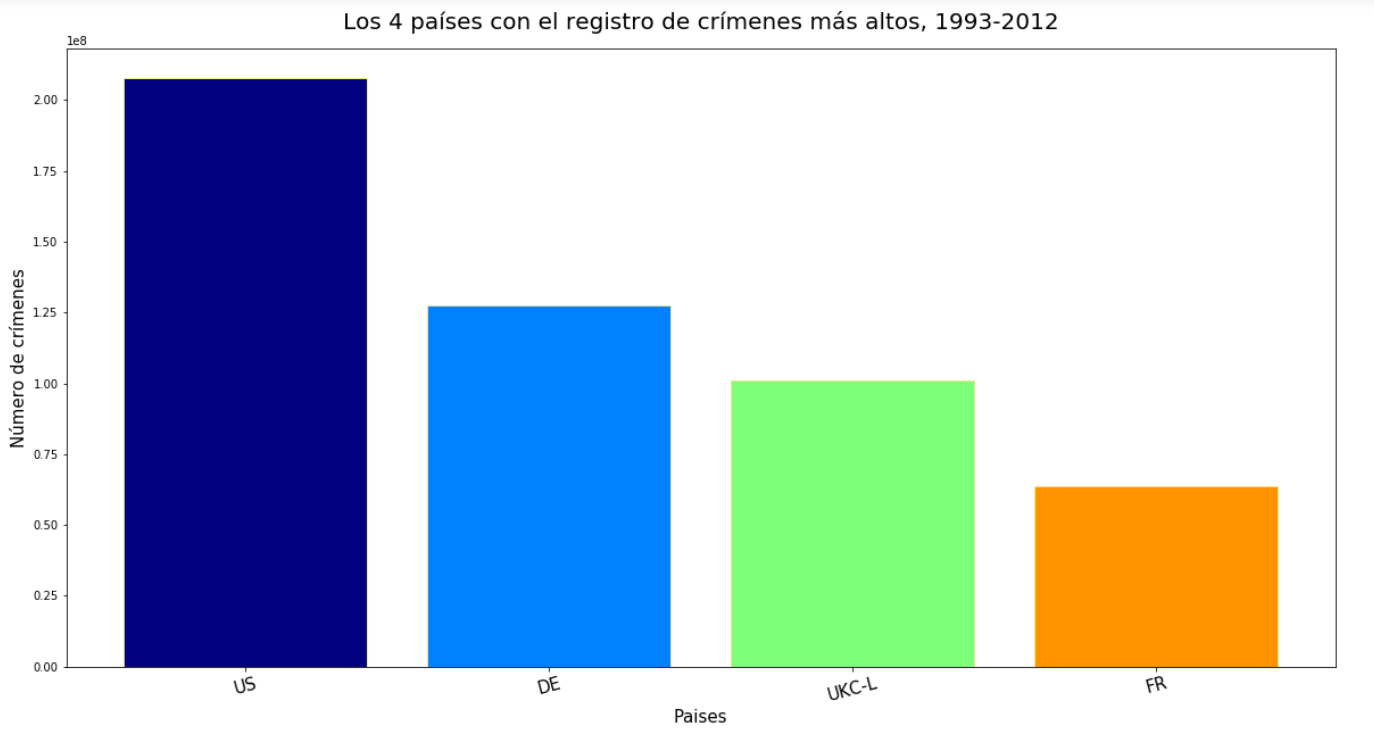 Los 4 países con el registro de crímenes más altos, 1993-2012
1e8
2.00
1.75
1.50
1.25
1.00
0.75
0.50
0.25
0.00
Número de crímenes
US
DE
UKC-L
FR
Paises